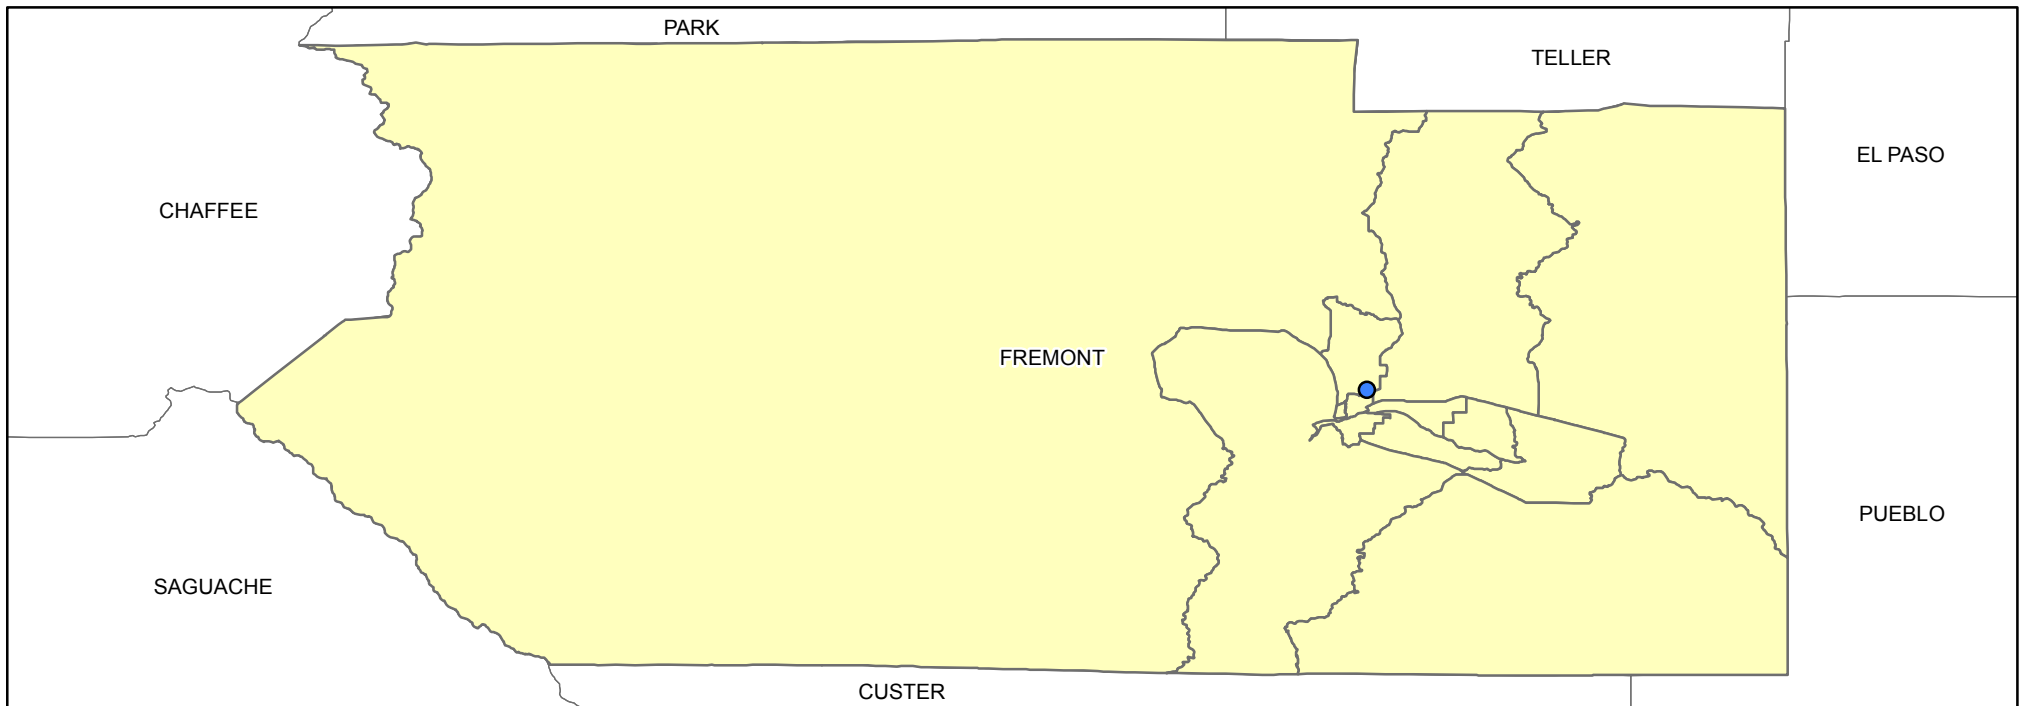 PARK
TELLER
EL PASO
CHAFFEE
FREMONT
PUEBLO
SAGUACHE
CUSTER